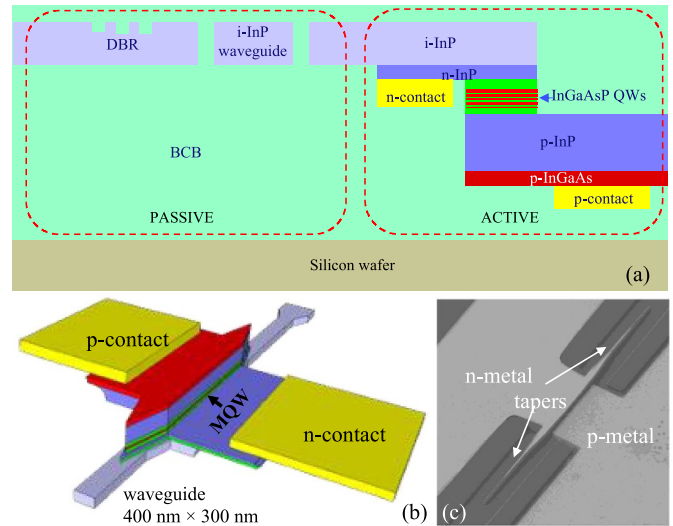 DBR
i-InP
waveguide
i-InP
n-InP
n-contact
InGaAsP QWs
BCB
p-InP
p-InGaAs
p-contact
PASSIVE
ACTIVE
Silicon wafer
(a)
p-contact
MQW
n-contact
waveguide
400 nm × 300 nm
(b)
n-metal
tapers
p-metal
(c)